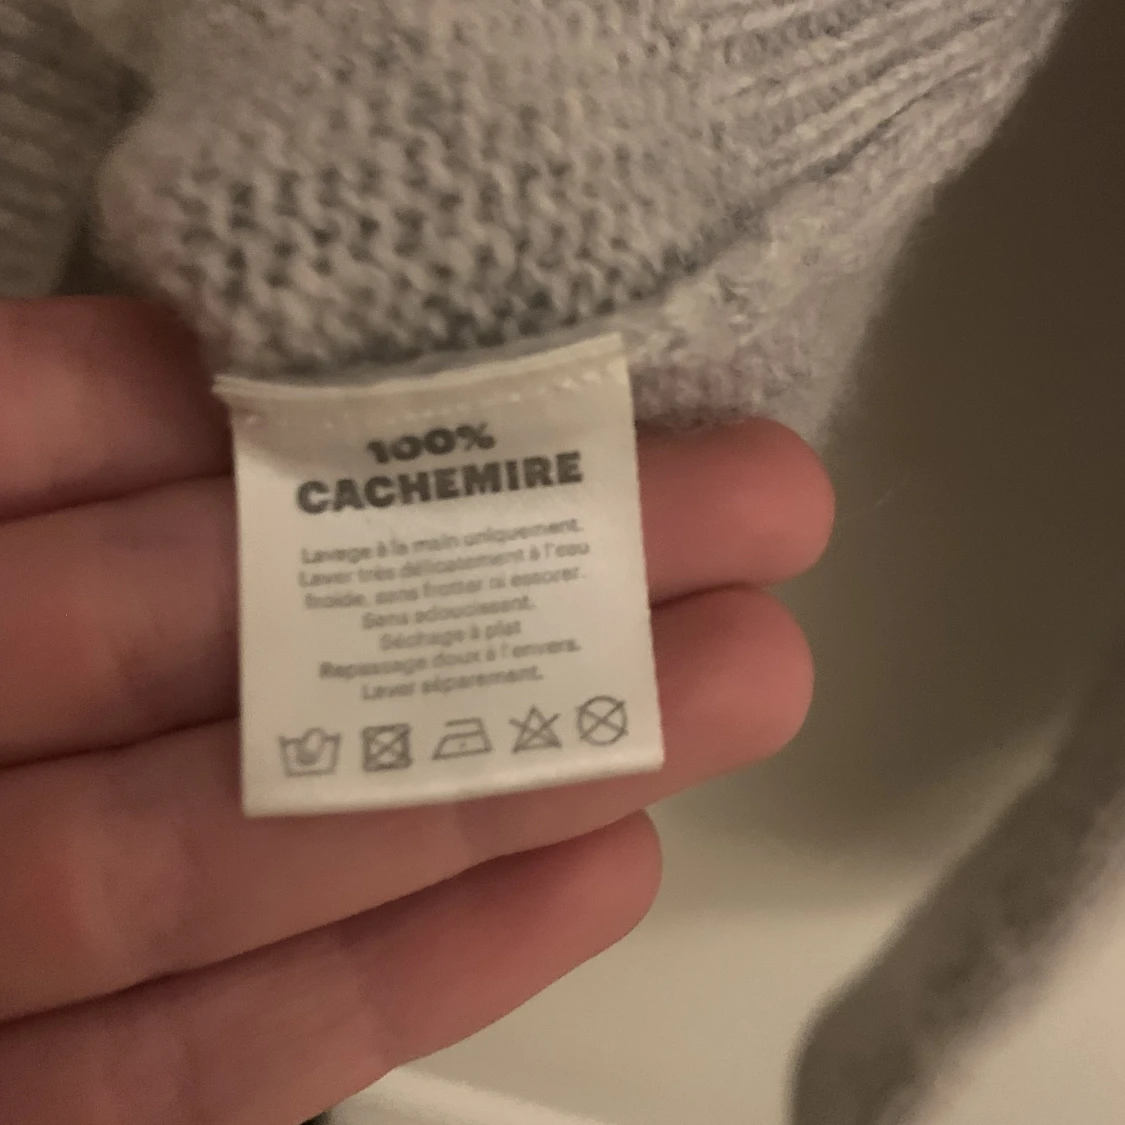 100%
CACHEMIRE
Lavage à la main uniquement.
Laver très délicatement à l'eau
froide, sans frotter ni essorer.
Sans adoucissant.
Séchage à plat
Repassage doux à l'envers.
Laver séparement.